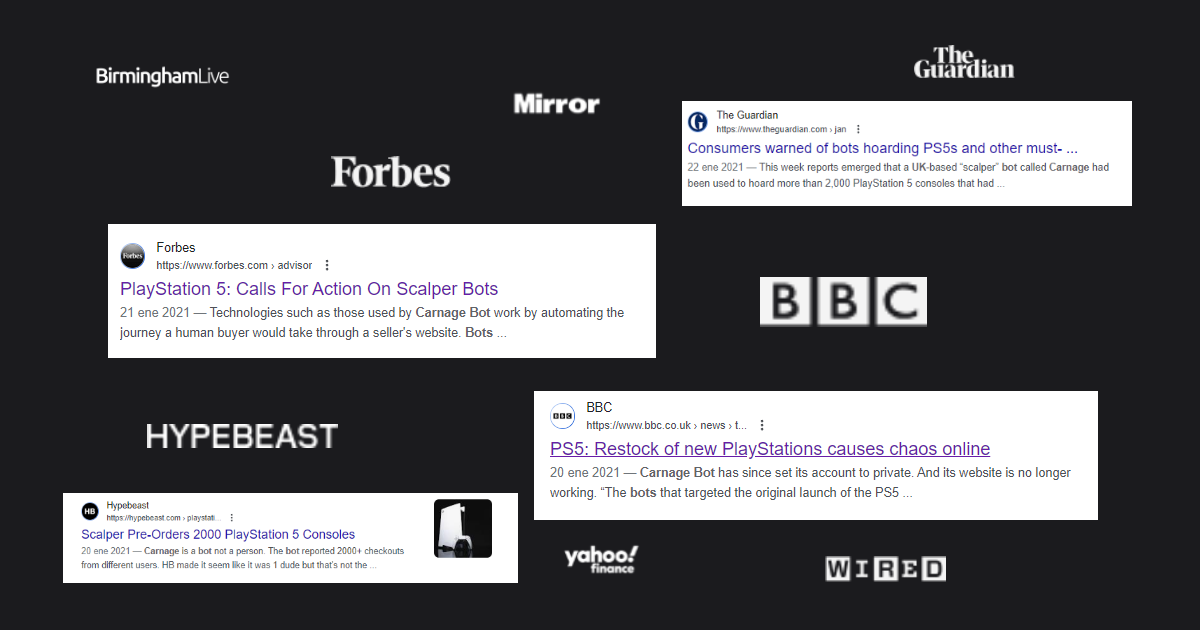 BirminghamLive
The
Guardian
Mirror
The Guardian
https://www.theguardian.com › jan
Consumers warned of bots hoarding PS5s and other must- ...
22 ene 2021 — This week reports emerged that a UK-based “scalper” bot called Carnage had
been used to hoard more than 2,000 PlayStation 5 consoles that had ...
Forbes
Forbes
Forbes
https://www.forbes.com › advisor
PlayStation 5: Calls For Action On Scalper Bots
21 ene 2021 — Technologies such as those used by Carnage Bot work by automating the
journey a human buyer would take through a seller's website. Bots ...
BBC
BBC
BBC
https://www.bbc.co.uk › news › t...
PS5: Restock of new PlayStations causes chaos online
20 ene 2021 — Carnage Bot has since set its account to private. And its website is no longer
working. “The bots that targeted the original launch of the PS5 ...
HYPEBEAST
HB
Hypebeast
https://hypebeast.com › playstati...
Scalper Pre-Orders 2000 PlayStation 5 Consoles
20 ene 2021 — Carnage is a bot not a person. The bot reported 2000+ checkouts
from different users. HB made it seem like it was 1 dude but that's not the ...
yahoo!
finance
WIRED